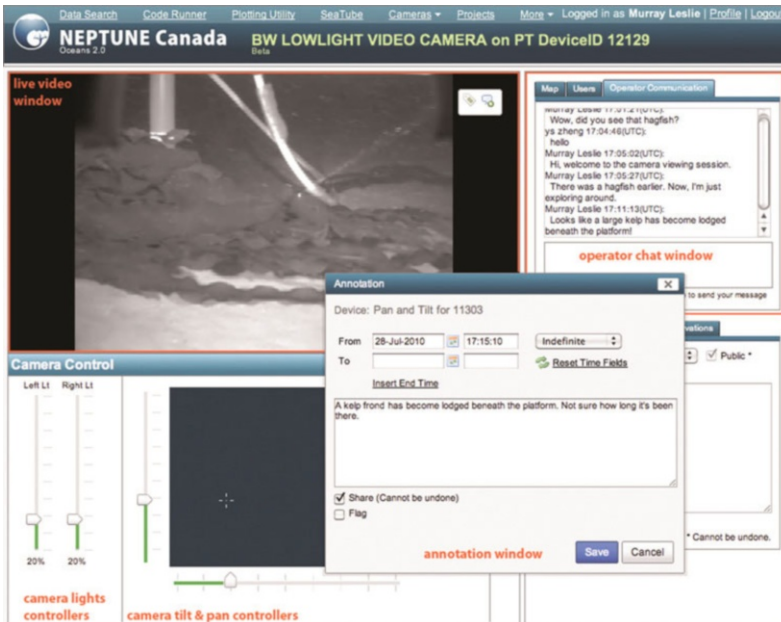 Data Search Code Runner Plotting Utility SeaTube Cameras Projects More Logged in as Murray Leslie | Profile | Logou
NEPTUNE Canada
Oceans 2.0
BW LOWLIGHT VIDEO CAMERA on PT DeviceID 12129
Beta
live video
window
Map Users Operator Communication
Murray Leslie 17:01:21(UTC):
Wow, did you see that hagfish?
ys zheng 17:04:46(UTC):
hello
Murray Leslie 17:05:02(UTC):
Hi, welcome to the camera viewing session.
Murray Leslie 17:05:27(UTC):
There was a hagfish earlier. Now, I'm just
exploring around.
Murray Leslie 17:11:13(UTC):
Looks like a large kelp has become lodged
beneath the platform!
operator chat window
to send your message
Annotation
Device: Pan and Tilt for 11303
From 28-Jul-2010 17:15:10 Indefinite
To Reset Time Fields
Insert End Time
A kelp frond has become lodged beneath the platform. Not sure how long it's been
there.
Share (Cannot be undone)
Flag
annotation window
Save Cancel
vations
Public *
* Cannot be undone.
Camera Control
Left Lt Right Lt
20% 20%
camera lights
controllers
camera tilt & pan controllers